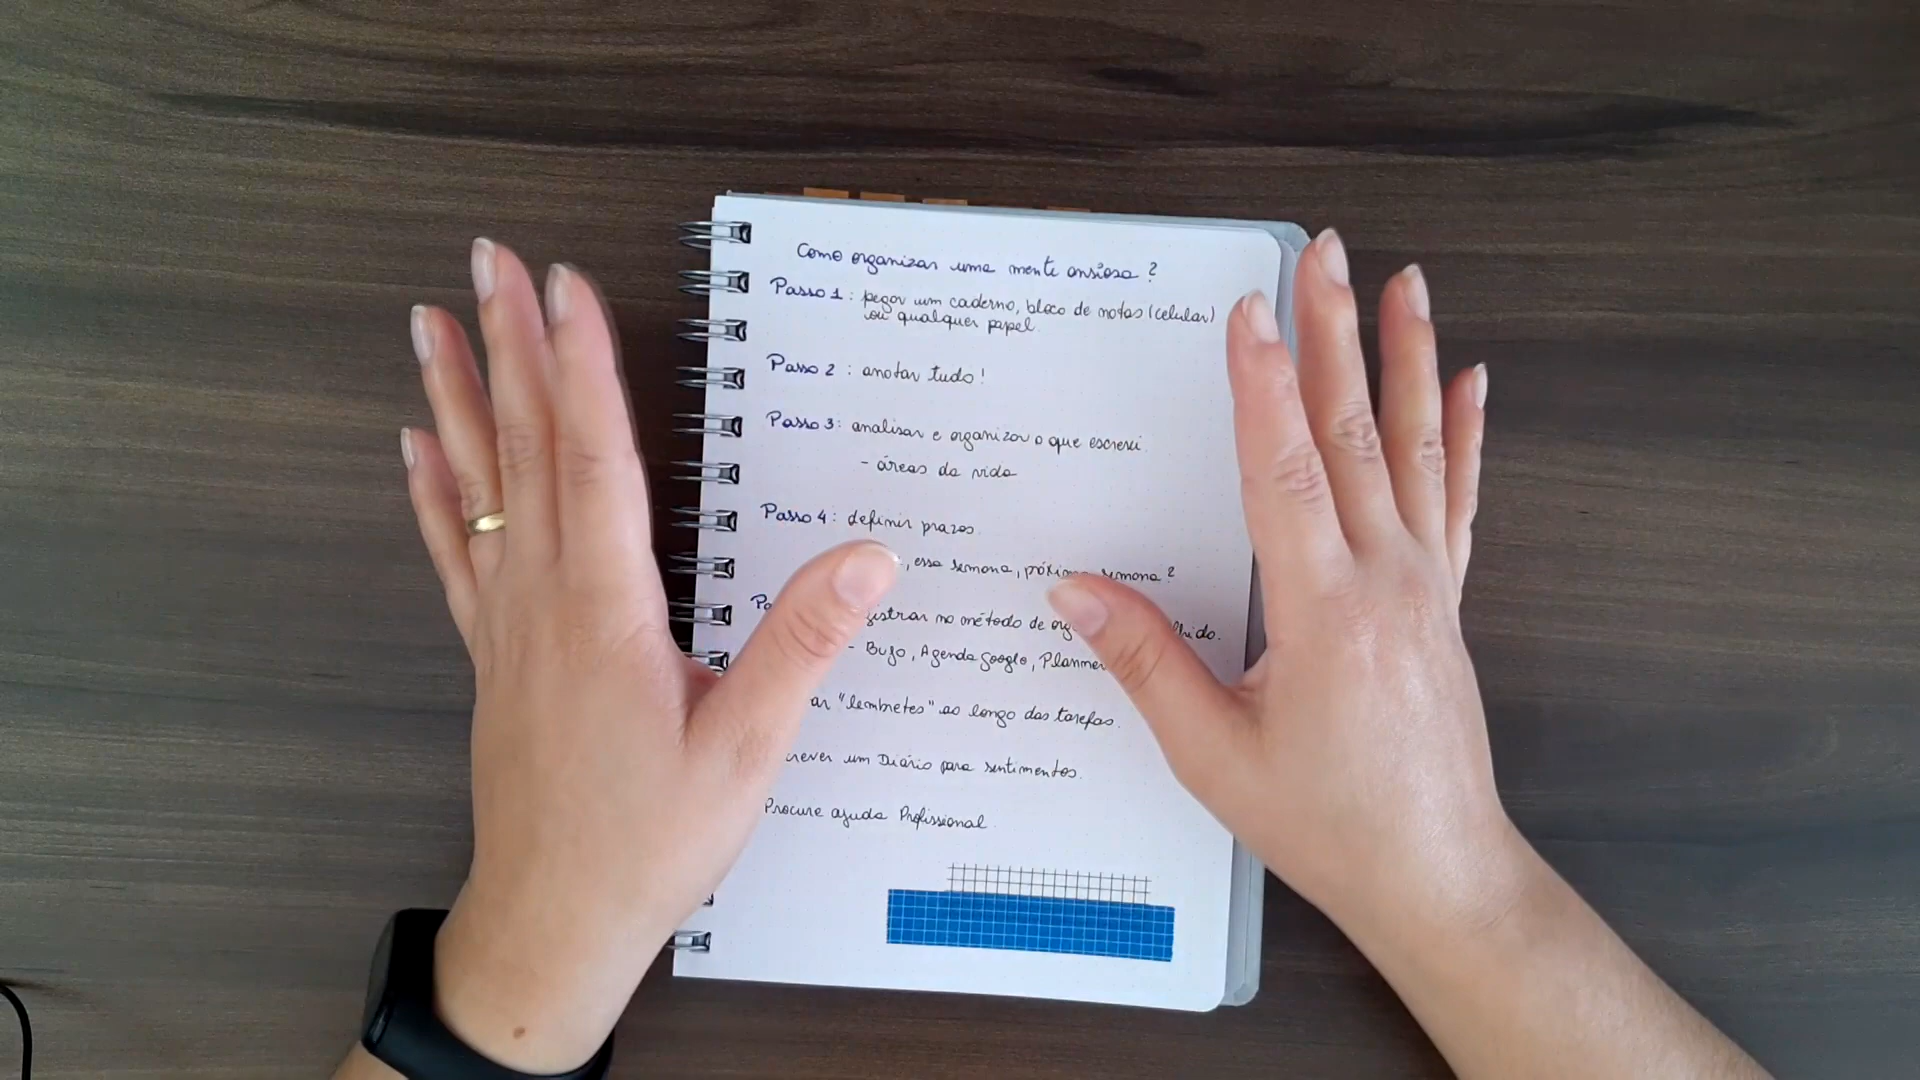 Como organizar uma mente ansiosa?
Passo 1: pegar um caderno, bloco de notas (celular)
ou qualquer papel.
Passo 2: anotar tudo!
Passo 3: analisar e organizar o que escrevi
- áreas da vida
Passo 4: definir prazos
, essa semana, próxima semana?
no método de
- Bujo, Agenda Google, Planner
"lembretes" ao longo das tarefas.
um Diário para sentimentos.
Procure ajuda Profissional.